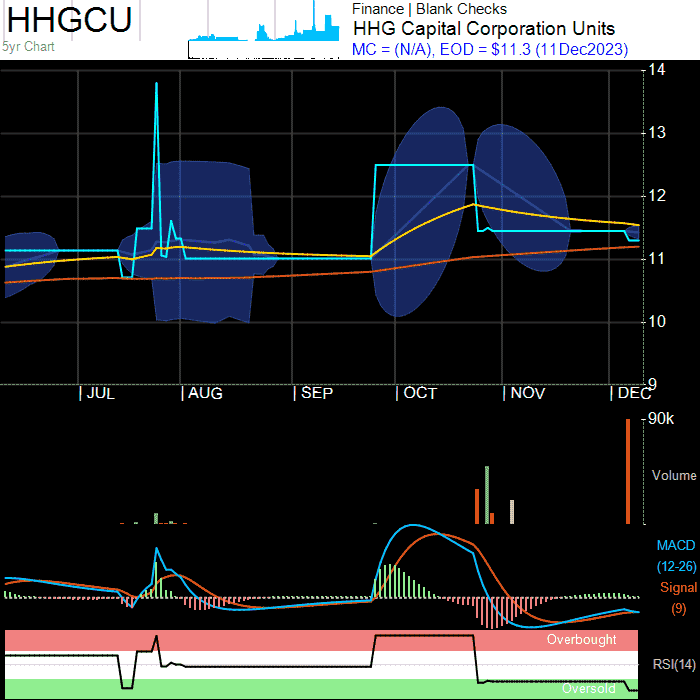 HHGCU
5yr Chart
Finance | Blank Checks
HHG Capital Corporation Units
MC = (N/A), EOD = $11.3 (11Dec2023)
14
13
12
11
10
9
| JUL
| AUG
| SEP
| OCT
| NOV
| DEC
90k
Volume
MACD
(12-26)
Signal
(9)
Overbought
RSI(14)
Oversold